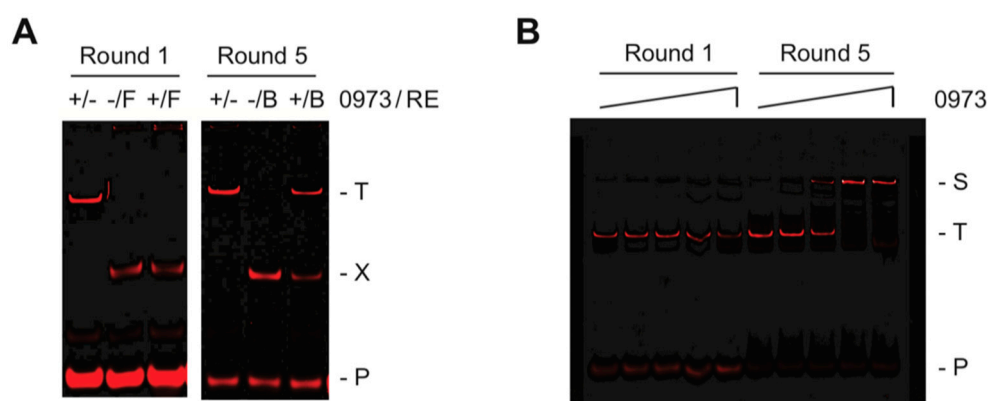 A
Round 1
Round 5
+/- -/F +/F
+/- -/B +/B
0973/RE
- T
- X
- P
B
Round 1
Round 5
0973
- S
- T
- P